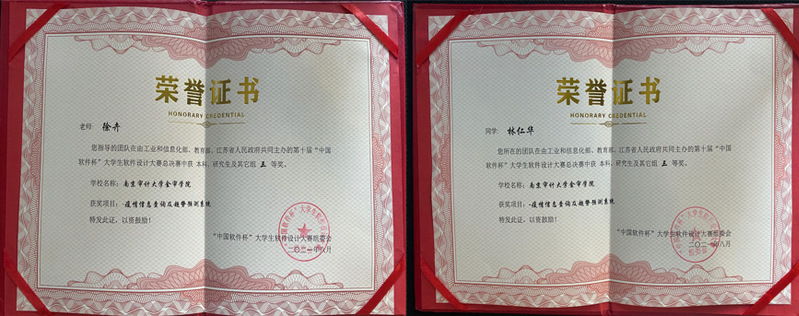 荣誉证书
HONORARY CREDENTIAL
老师: 徐卉
您指导的团队在由工业和信息化部、教育部、江苏省人民政府共同主办的第十届“中国
软件杯”大学生软件设计大赛总决赛中获 本科、研究生及其它组 三 等奖。
学校名称: 南京审计大学金审学院
获奖项目: -疫情信息查询及趋势预测系统
特发此证，以资鼓励!
“中国软件杯”大学生软件设计大赛组委会
二〇二一年八月
荣誉证书
HONORARY CREDENTIAL
同学: 林仁华
您所在的团队在由工业和信息化部、教育部、江苏省人民政府共同主办的第十届“中国
软件杯”大学生软件设计大赛总决赛中获 本科、研究生及其它组 三 等奖。
学校名称: 南京审计大学金审学院
获奖项目: -疫情信息查询及趋势预测系统
特发此证，以资鼓励!
“中国软件杯”大学生软件设计大赛组委会
二〇二一年八月